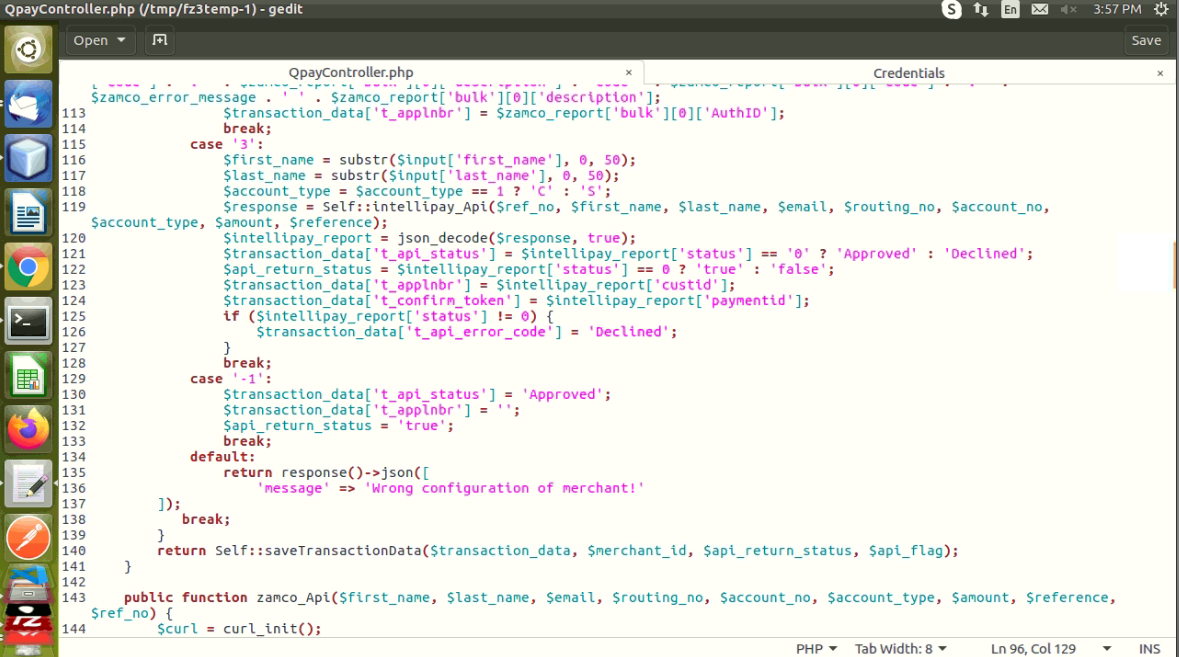 QpayController.php (/tmp/fz3temp-1) - gedit
S En 3:57 PM
Open Save
QpayController.php × Credentials ×
$zamco_error_message . ' ' . $zamco_report['bulk'][0]['description'];
113 $transaction_data['t_applnbr'] = $zamco_report['bulk'][0]['AuthID'];
114 break;
115 case '3':
116 $first_name = substr($input['first_name'], 0, 50);
117 $last_name = substr($input['last_name'], 0, 50);
118 $account_type = $account_type == 1 ? 'C' : 'S';
119 $response = Self::intellipay_Api($ref_no, $first_name, $last_name, $email, $routing_no, $account_no,
$account_type, $amount, $reference);
120 $intellipay_report = json_decode($response, true);
121 $transaction_data['t_api_status'] = $intellipay_report['status'] == '0' ? 'Approved' : 'Declined';
122 $api_return_status = $intellipay_report['status'] == 0 ? 'true' : 'false';
123 $transaction_data['t_applnbr'] = $intellipay_report['custid'];
124 $transaction_data['t_confirm_token'] = $intellipay_report['paymentid'];
125 if ($intellipay_report['status'] != 0) {
126 $transaction_data['t_api_error_code'] = 'Declined';
127 }
128 break;
129 case '-1':
130 $transaction_data['t_api_status'] = 'Approved';
131 $transaction_data['t_applnbr'] = '';
132 $api_return_status = 'true';
133 break;
134 default:
135 return response()->json([
136 'message' => 'Wrong configuration of merchant!'
137 ]);
138 break;
139 }
140 return Self::saveTransactionData($transaction_data, $merchant_id, $api_return_status, $api_flag);
141 }
142
143 public function zamco_Api($first_name, $last_name, $email, $routing_no, $account_no, $account_type, $amount, $reference,
$ref_no) {
144 $curl = curl_init();
PHP Tab Width: 8 Ln 96, Col 129 INS